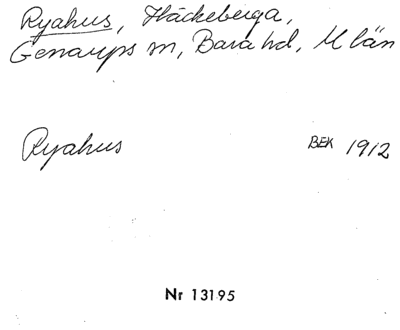 Ryahus, Häckeberga,
Genarps sn, Bara hd, M län
Ryahus BEK 1912
Nr 13195